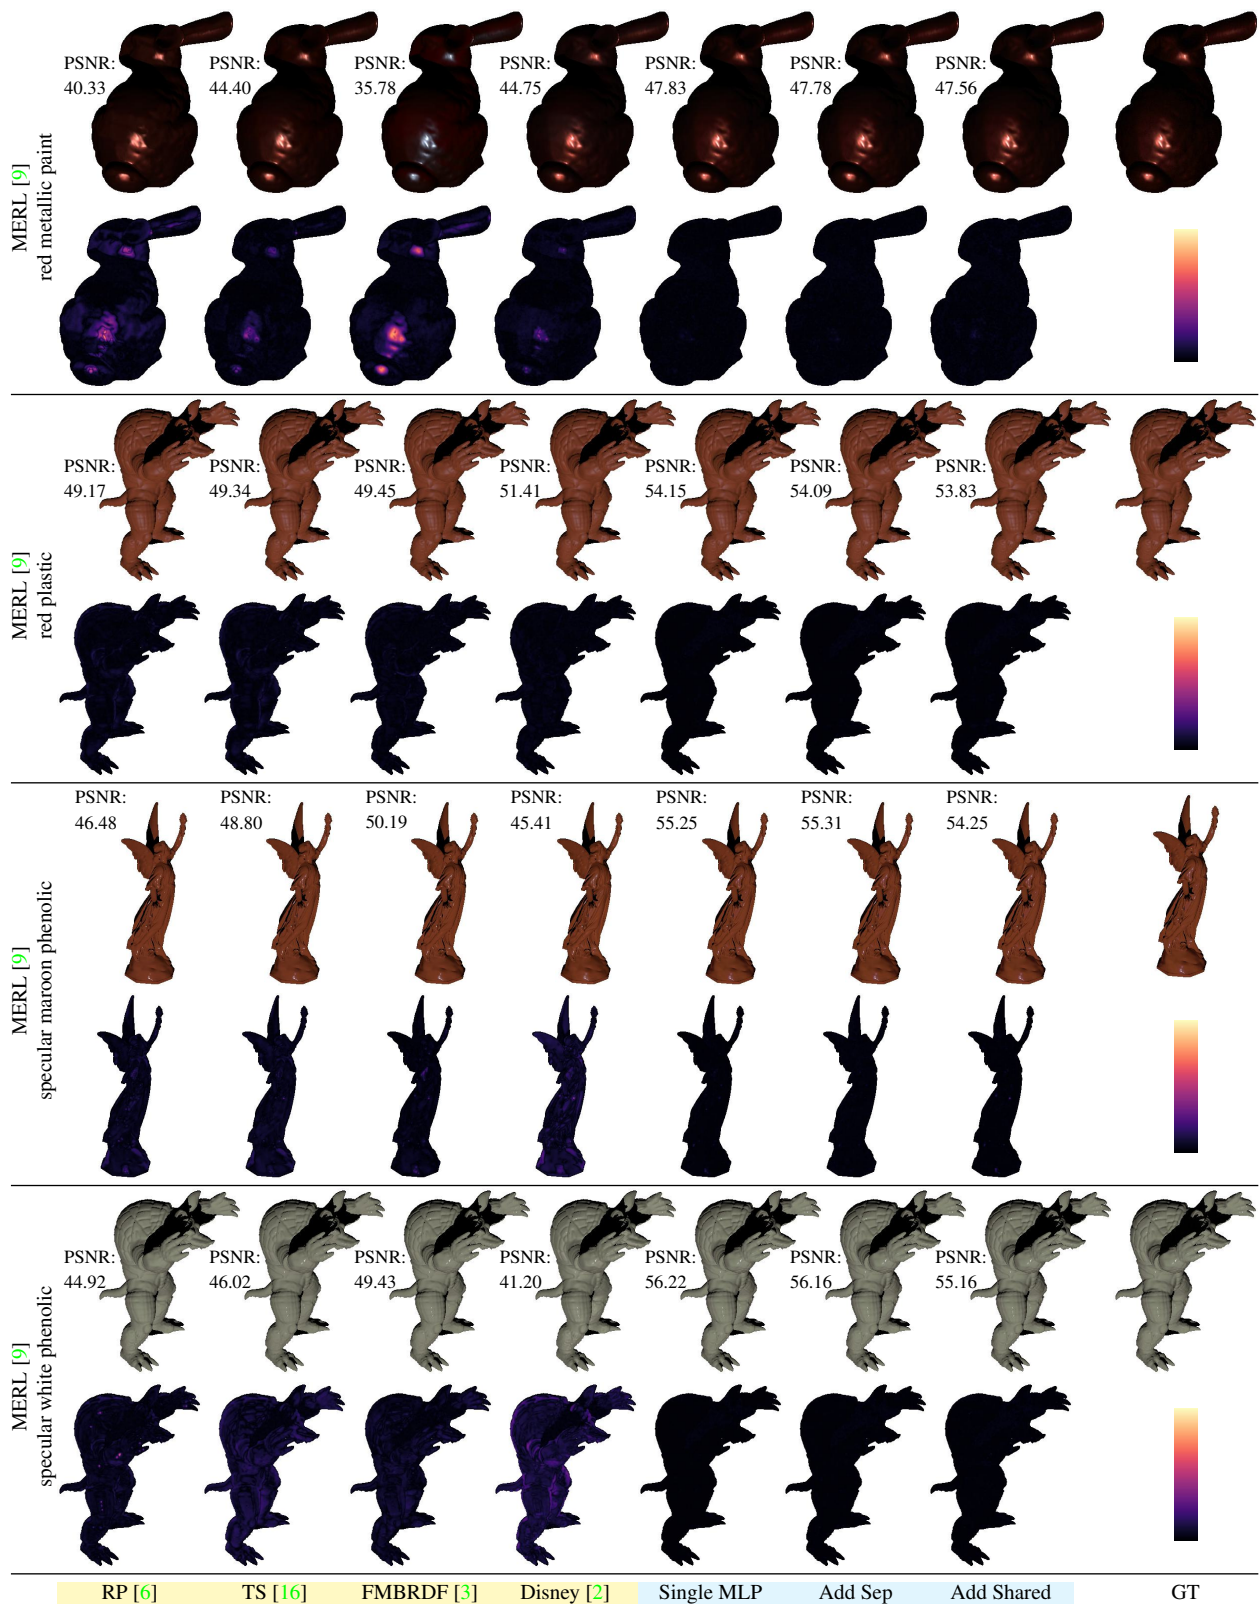 MERL [9]
red metallic paint
PSNR: PSNR: PSNR: PSNR: PSNR: PSNR: PSNR:
40.33 44.40 35.78 44.75 47.83 47.78 47.56
MERL [9]
red plastic
PSNR: PSNR: PSNR: PSNR: PSNR: PSNR: PSNR:
49.17 49.34 49.45 51.41 54.15 54.09 53.83
MERL [9]
specular maroon phenolic
PSNR: PSNR: PSNR: PSNR: PSNR: PSNR: PSNR:
46.48 48.80 50.19 45.41 55.25 55.31 54.25
MERL [9]
specular white phenolic
PSNR: PSNR: PSNR: PSNR: PSNR: PSNR: PSNR:
44.92 46.02 49.43 41.20 56.22 56.16 55.16
RP [6] TS [16] FMBRDF [3] Disney [2] Single MLP Add Sep Add Shared GT